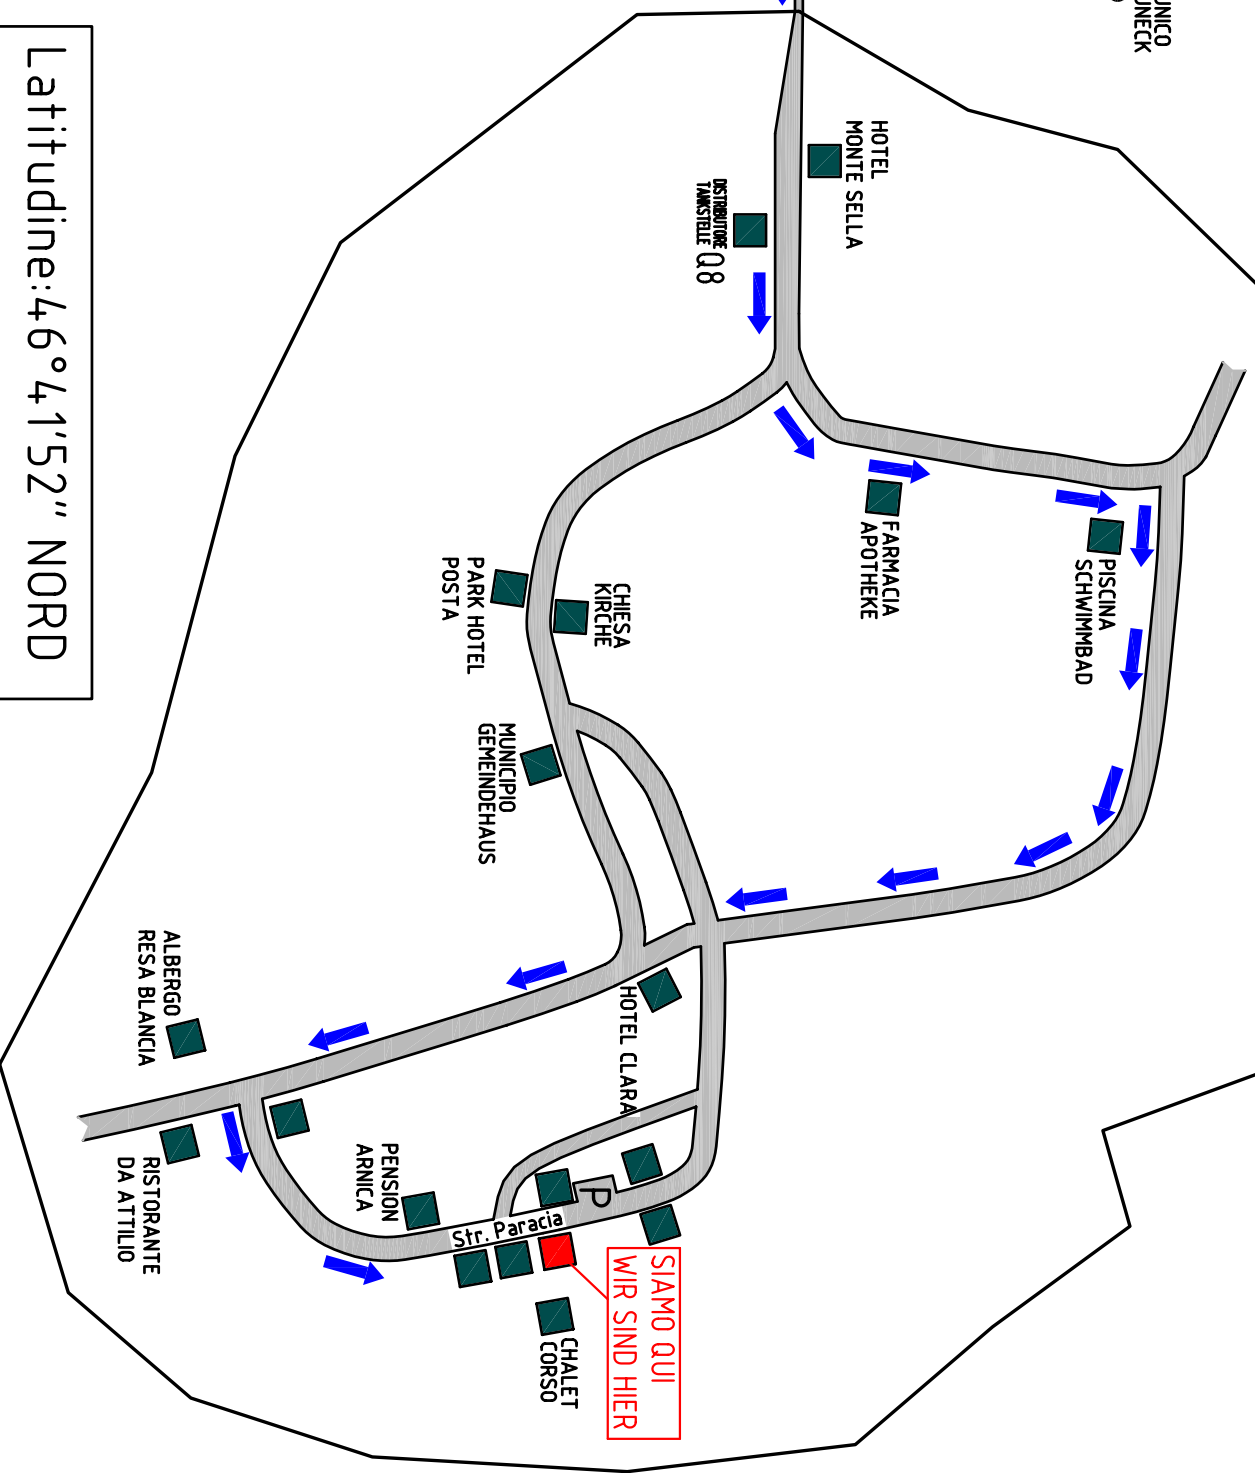 UNICO
UNECK
HOTEL
MONTE SELLA
DISTRIBUTORE
TANKSTELLE Q8
FARMACIA
APOTHEKE
PISCINA
SCHWIMMBAD
CHIESA
KIRCHE
PARK HOTEL
POSTA
MUNICIPIO
GEMEINDEHAUS
HOTEL CLARA
ALBERGO
RESA BLANCIA
RISTORANTE
DA ATTILIO
PENSION
ARNICA
P
Str. Paracia
SIAMO QUI
WIR SIND HIER
CHALET
CORSO
Latitudine:46°41'52'' NORD